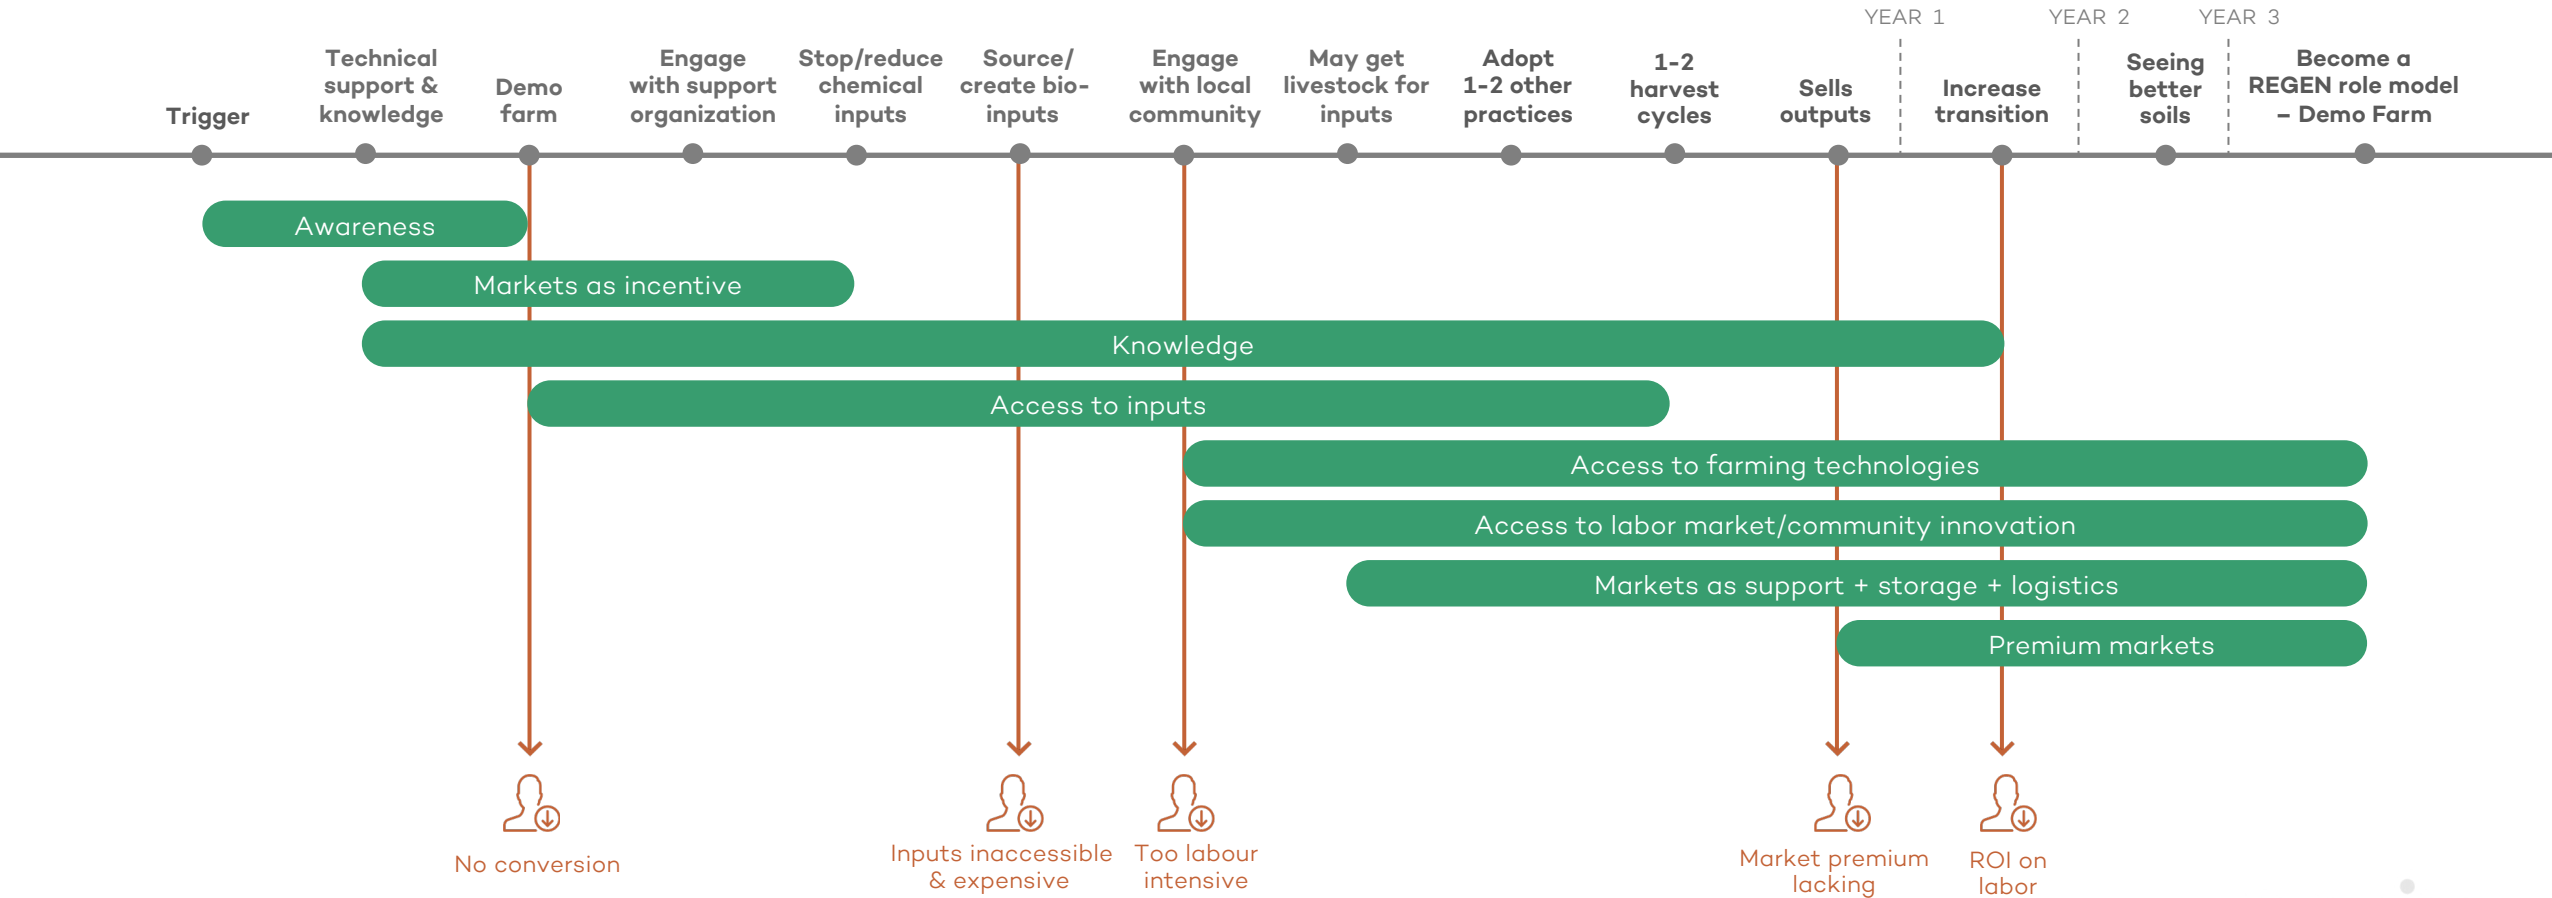 YEAR 1
YEAR 2
YEAR 3
Trigger
Technical
support &
knowledge
Demo
farm
Engage
with support
organization
Stop/reduce
chemical
inputs
Source/
create bio-
inputs
Engage
with local
community
May get
livestock for
inputs
Adopt
1-2 other
practices
1-2
harvest
cycles
Sells
outputs
Increase
transition
Seeing
better
soils
Become a
REGEN role model
– Demo Farm
Awareness
Markets as incentive
Knowledge
Access to inputs
Access to farming technologies
Access to labor market/community innovation
Markets as support + storage + logistics
Premium markets
No conversion
Inputs inaccessible
& expensive
Too labour
intensive
Market premium
lacking
ROI on
labor